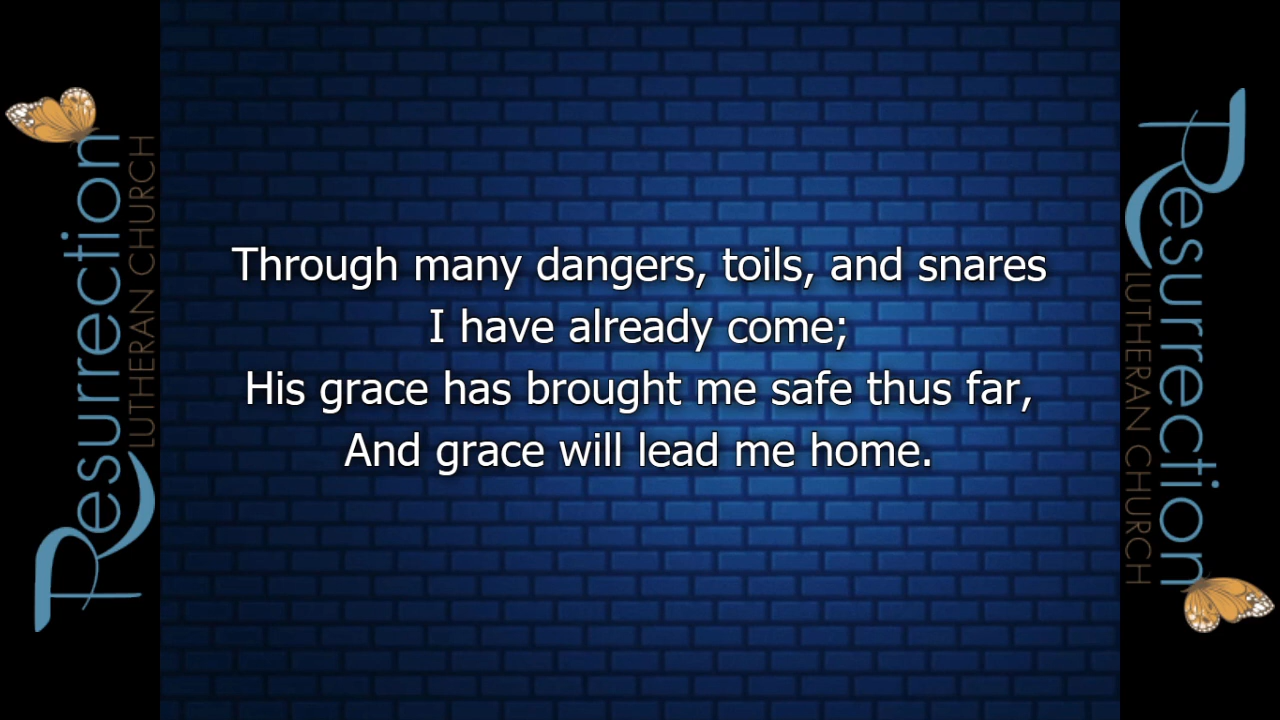 Resurrection
LUTHERAN CHURCH
Through many dangers, toils, and snares
I have already come;
His grace has brought me safe thus far,
And grace will lead me home.
Resurrection
LUTHERAN CHURCH